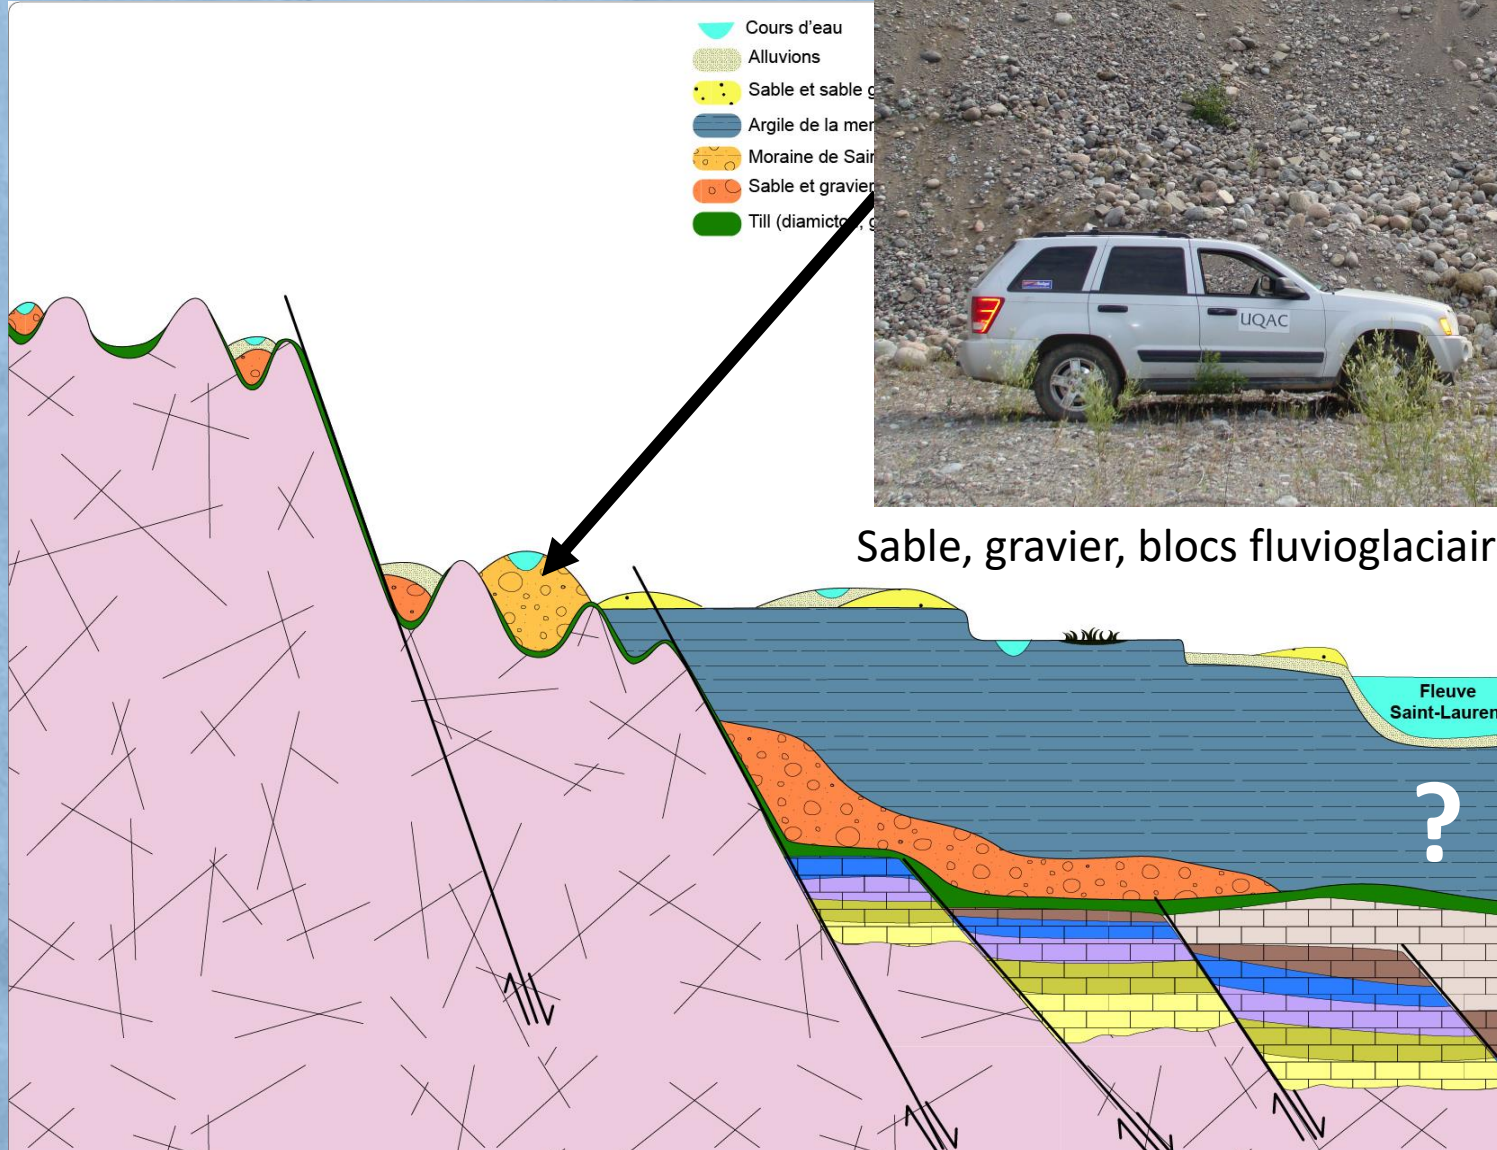 Cours d'eau
Alluvions
Sable et sable g
Argile de la mer
Moraine de Sai
Sable et gravier
Till (diamicton, g
UQAC
Sable, gravier, blocs fluvioglaciair
Fleuve
Saint-Lauren
?